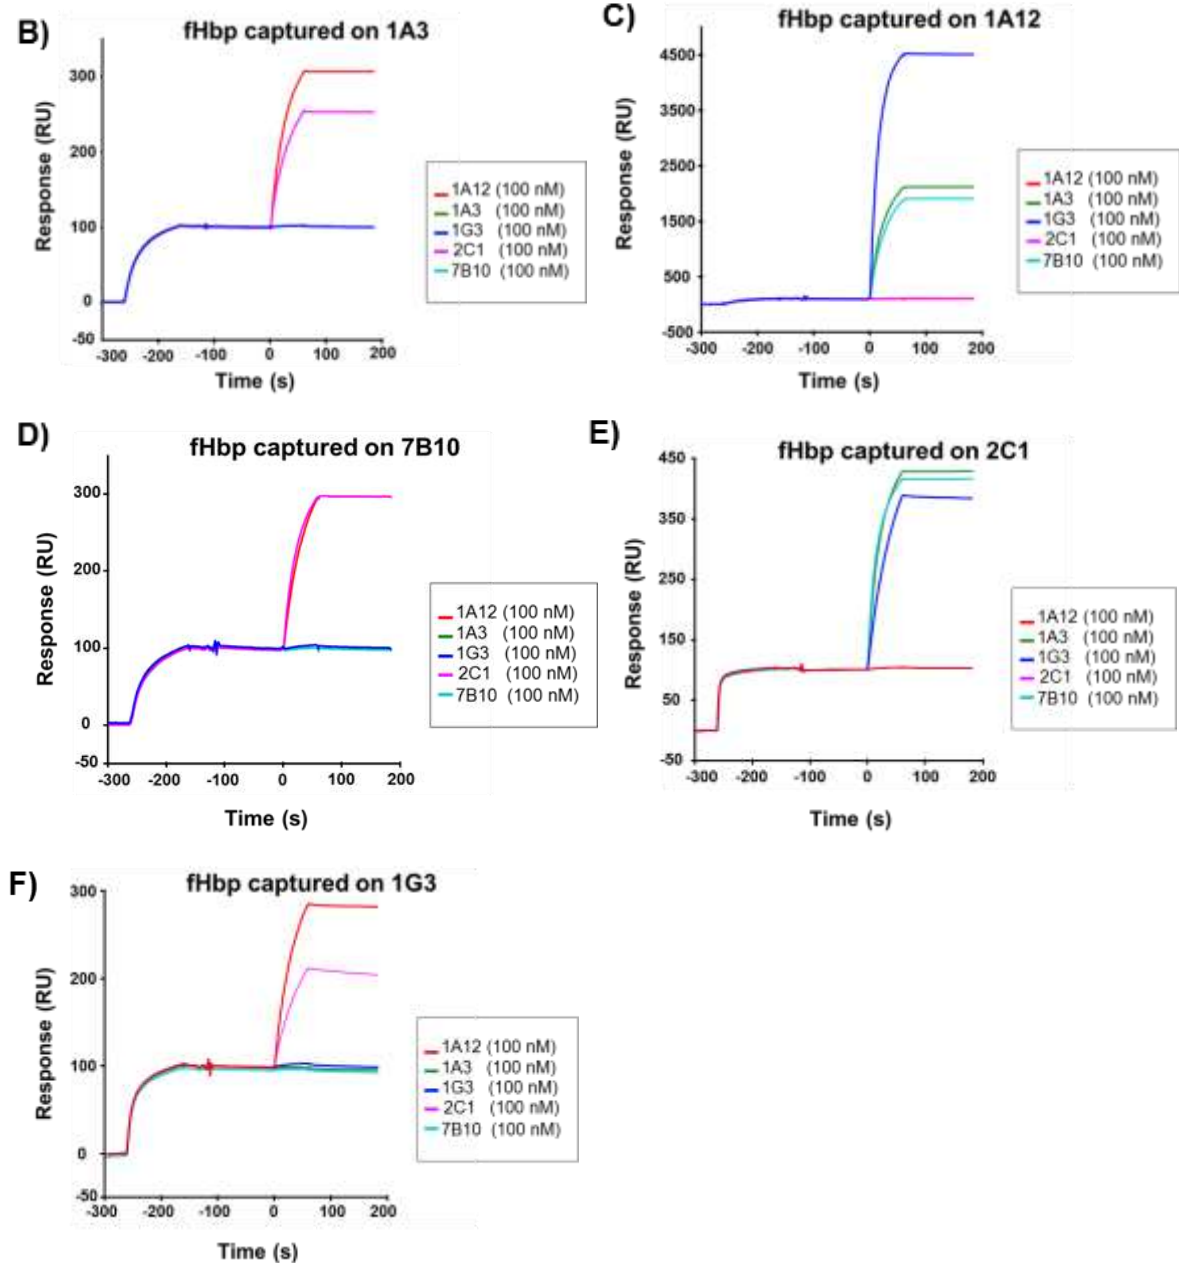 B)
fHbp captured on 1A3
Response (RU)
300
200
100
0
-50
-300 -200 -100 0 100 200
Time (s)
1A12 (100 nM)
1A3 (100 nM)
1G3 (100 nM)
2C1 (100 nM)
7B10 (100 nM)
C)
fHbp captured on 1A12
Response (RU)
4500
3500
2500
1500
500
-500
-300 -200 -100 0 100 200
Time (s)
1A12 (100 nM)
1A3 (100 nM)
1G3 (100 nM)
2C1 (100 nM)
7B10 (100 nM)
D)
fHbp captured on 7B10
Response (RU)
300
200
100
0
-50
-300 -200 -100 0 100 200
Time (s)
1A12 (100 nM)
1A3 (100 nM)
1G3 (100 nM)
2C1 (100 nM)
7B10 (100 nM)
E)
fHbp captured on 2C1
Response (RU)
450
350
250
150
50
-50
-300 -200 -100 0 100 200
Time (s)
1A12 (100 nM)
1A3 (100 nM)
1G3 (100 nM)
2C1 (100 nM)
7B10 (100 nM)
F)
fHbp captured on 1G3
Response (RU)
300
200
100
0
-50
-300 -200 -100 0 100 200
Time (s)
1A12 (100 nM)
1A3 (100 nM)
1G3 (100 nM)
2C1 (100 nM)
7B10 (100 nM)